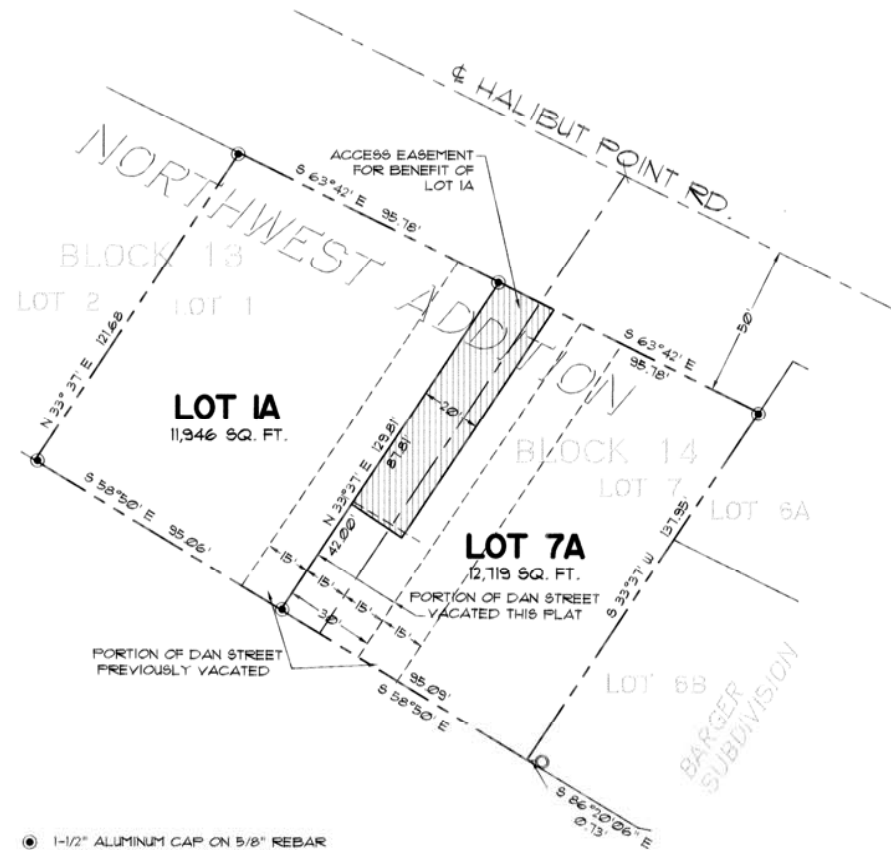 ℄ HALIBUT POINT RD.
ACCESS EASEMENT
FOR BENEFIT OF
LOT 1A
NORTHWEST ADDITION
S 63°42' E 95.78'
BLOCK 13
LOT 2
LOT 1
N 33°37' E 121.68
S 63°42' E
95.78'
50'
LOT 1A
11,946 SQ. FT.
20'
N 33°37' E 129.81'
87.81'
42.00'
BLOCK 14
LOT 7
LOT 6A
S 58°50' E 95.06'
LOT 7A
12,719 SQ. FT.
S 33°37' W 137.95'
15'
15'
15'
15'
30'
PORTION OF DAN STREET
VACATED THIS PLAT
PORTION OF DAN STREET
PREVIOUSLY VACATED
95.09'
S 58°50' E
LOT 6B
BARGER
SUBDIVISION
S 86°20'06" E
0.73'
1-1/2" ALUMINUM CAP ON 5/8" REBAR